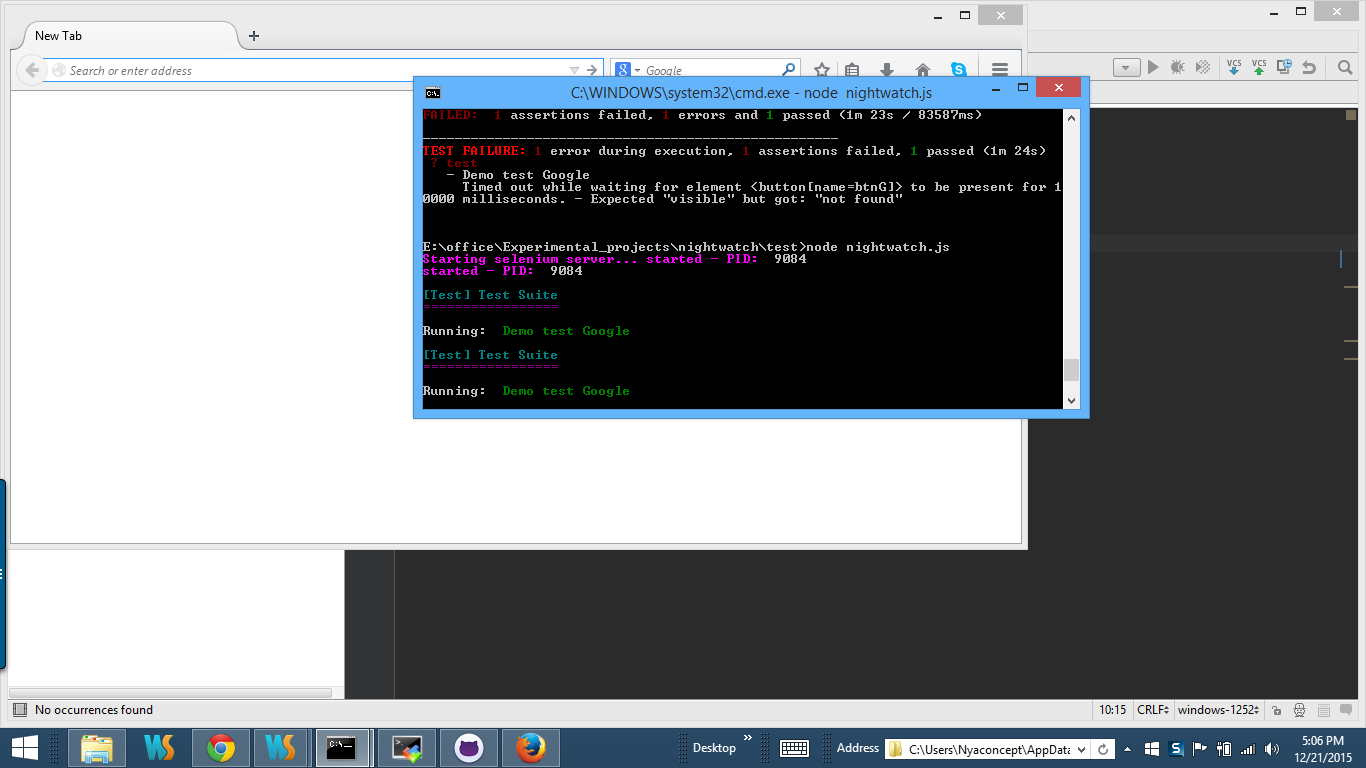 New Tab
Search or enter address
Google
VCS VCS
C:\WINDOWS\system32\cmd.exe - node nightwatch.js
FAILED: 1 assertions failed, 1 errors and 1 passed (1m 23s / 83587ms)
----------------------------------------------------
TEST FAILURE: 1 error during execution, 1 assertions failed, 1 passed (1m 24s)
? test
- Demo test Google
Timed out while waiting for element <button[name=btnG]> to be present for 1
0000 milliseconds. - Expected "visible" but got: "not found"
E:\office\Experimental_projects\nightwatch\test>node nightwatch.js
Starting selenium server... started - PID: 9084
started - PID: 9084
[Test] Test Suite
=================
Running: Demo test Google
[Test] Test Suite
=================
Running: Demo test Google
No occurrences found
10:15 CRLF windows-1252
Desktop
Address C:\Users\Nyaconcept\AppData
5:06 PM
12/21/2015